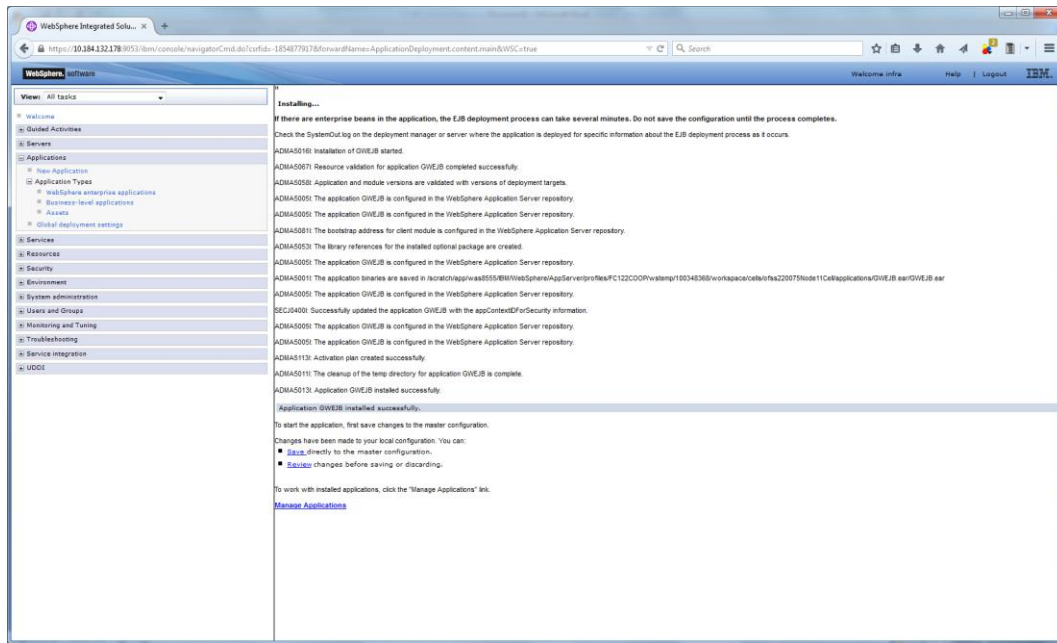 WebSphere Integrated Solu...
https://10.184.132.178:9053/ibm/console/navigatorCmd.do?csrfid=-1854877917&forwardName=ApplicationDeployment.content.main&WSC=true
Search
WebSphere. software
Welcome infra
Help | Logout
IBM.
View: All tasks
Welcome
Guided Activities
Servers
Applications
New Application
Application Types
WebSphere enterprise applications
Business-level applications
Assets
Global deployment settings
Services
Resources
Security
Environment
System administration
Users and Groups
Monitoring and Tuning
Troubleshooting
Service integration
UDDI
Installing...
If there are enterprise beans in the application, the EJB deployment process can take several minutes. Do not save the configuration until the process completes.
Check the SystemOut.log on the deployment manager or server where the application is deployed for specific information about the EJB deployment process as it occurs.
ADMA5016I: Installation of GWEJB started.
ADMA5067I: Resource validation for application GWEJB completed successfully.
ADMA5058I: Application and module versions are validated with versions of deployment targets.
ADMA5005I: The application GWEJB is configured in the WebSphere Application Server repository.
ADMA5005I: The application GWEJB is configured in the WebSphere Application Server repository.
ADMA5081I: The bootstrap address for client module is configured in the WebSphere Application Server repository.
ADMA5053I: The library references for the installed optional package are created.
ADMA5005I: The application GWEJB is configured in the WebSphere Application Server repository.
ADMA5001I: The application binaries are saved in /scratch/app/was8555/IBM/WebSphere/AppServer/profiles/FC122COOP/wstemp/100348368/workspace/cells/ofss220075Node11Cell/applications/GWEJB.ear/GWEJB.ear
ADMA5005I: The application GWEJB is configured in the WebSphere Application Server repository.
SECJ0400I: Successfully updated the application GWEJB with the appContextIDForSecurity information.
ADMA5005I: The application GWEJB is configured in the WebSphere Application Server repository.
ADMA5005I: The application GWEJB is configured in the WebSphere Application Server repository.
ADMA5113I: Activation plan created successfully.
ADMA5011I: The cleanup of the temp directory for application GWEJB is complete.
ADMA5013I: Application GWEJB installed successfully.
Application GWEJB installed successfully.
To start the application, first save changes to the master configuration.
Changes have been made to your local configuration. You can:
Save directly to the master configuration.
Review changes before saving or discarding.
To work with installed applications, click the "Manage Applications" link.
Manage Applications